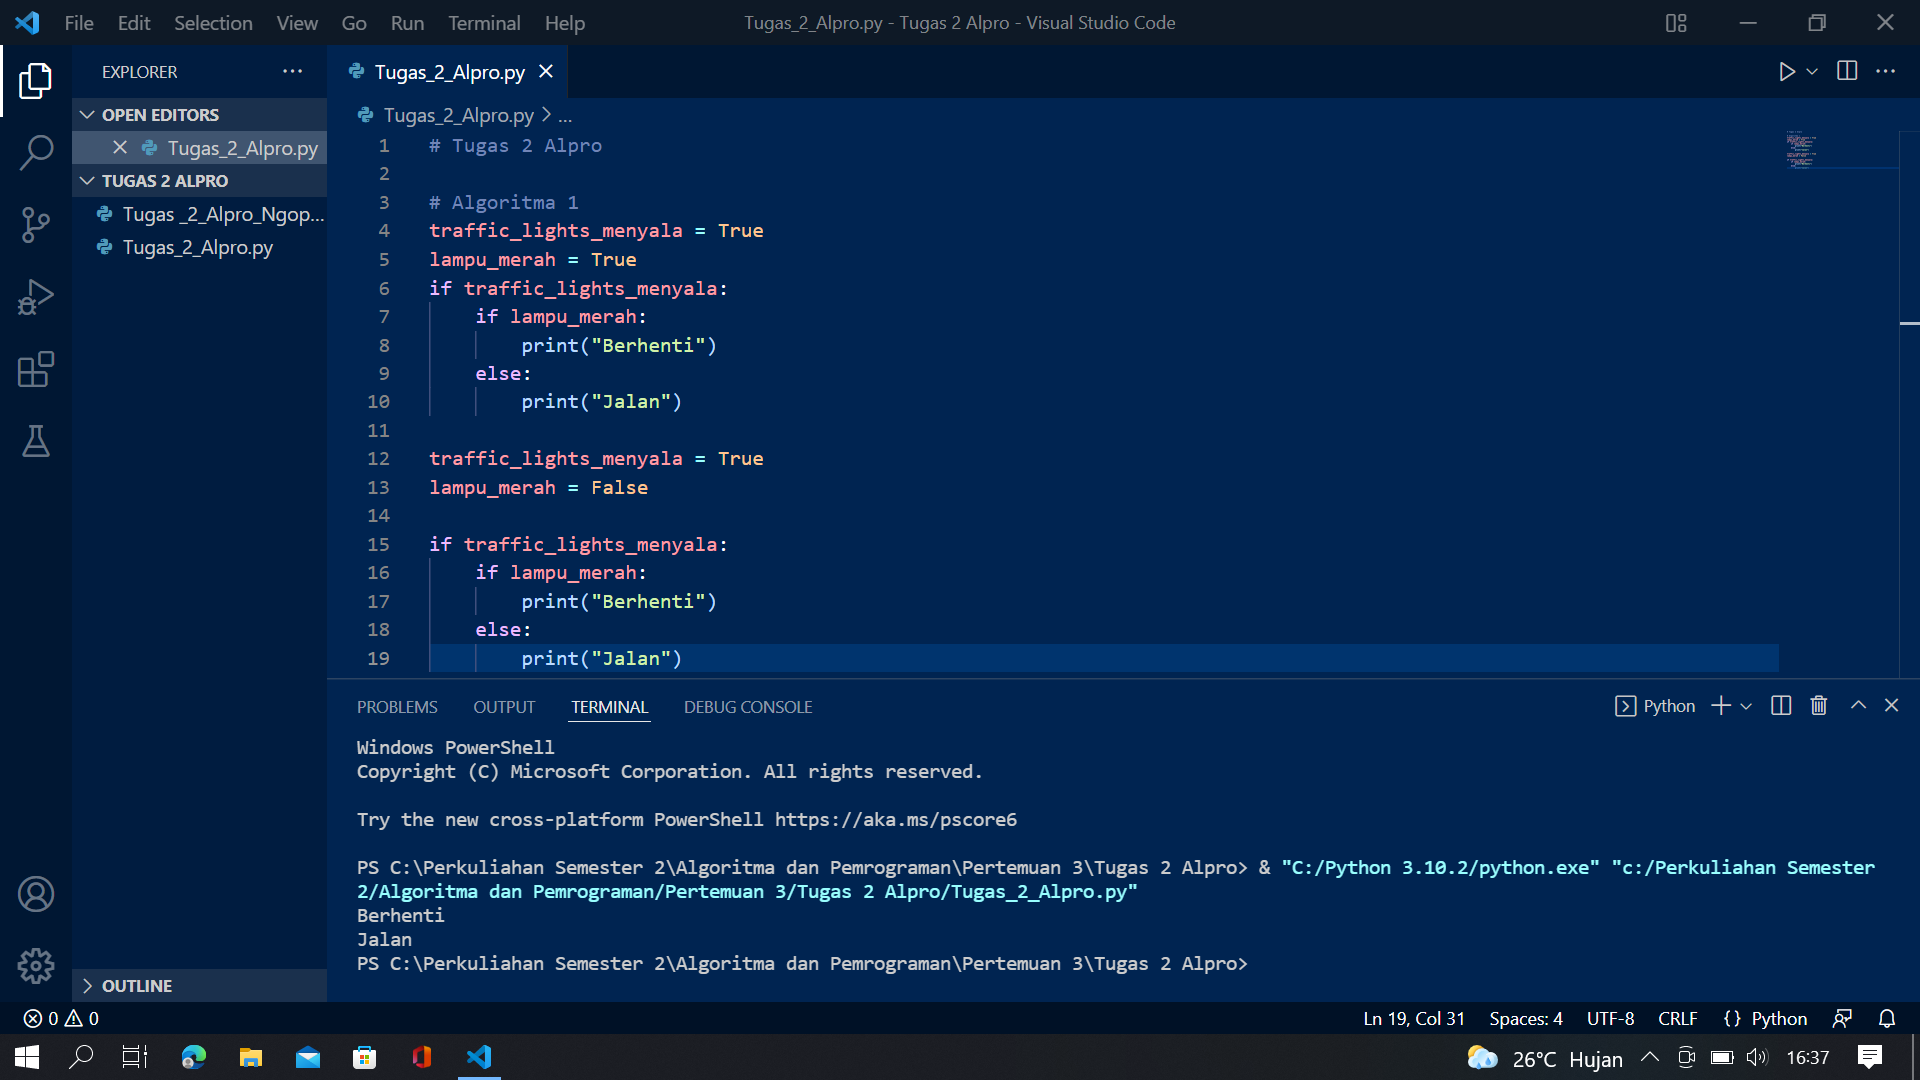 File Edit Selection View Go Run Terminal Help
Tugas_2_Alpro.py - Tugas 2 Alpro - Visual Studio Code
EXPLORER
Tugas_2_Alpro.py
OPEN EDITORS
Tugas_2_Alpro.py
TUGAS 2 ALPRO
Tugas _2_Alpro_Ngop...
Tugas_2_Alpro.py
OUTLINE
Tugas_2_Alpro.py > ...
1 # Tugas 2 Alpro
2
3 # Algoritma 1
4 traffic_lights_menyala = True
5 lampu_merah = True
6 if traffic_lights_menyala:
7 if lampu_merah:
8 print("Berhenti")
9 else:
10 print("Jalan")
11
12 traffic_lights_menyala = True
13 lampu_merah = False
14
15 if traffic_lights_menyala:
16 if lampu_merah:
17 print("Berhenti")
18 else:
19 print("Jalan")
PROBLEMS OUTPUT TERMINAL DEBUG CONSOLE
Python
Windows PowerShell
Copyright (C) Microsoft Corporation. All rights reserved.
Try the new cross-platform PowerShell https://aka.ms/pscore6
PS C:\Perkuliahan Semester 2\Algoritma dan Pemrograman\Pertemuan 3\Tugas 2 Alpro> & "C:/Python 3.10.2/python.exe" "c:/Perkuliahan Semester
2/Algoritma dan Pemrograman/Pertemuan 3/Tugas 2 Alpro/Tugas_2_Alpro.py"
Berhenti
Jalan
PS C:\Perkuliahan Semester 2\Algoritma dan Pemrograman\Pertemuan 3\Tugas 2 Alpro>
0 0
Ln 19, Col 31 Spaces: 4 UTF-8 CRLF {} Python
26°C Hujan 16:37